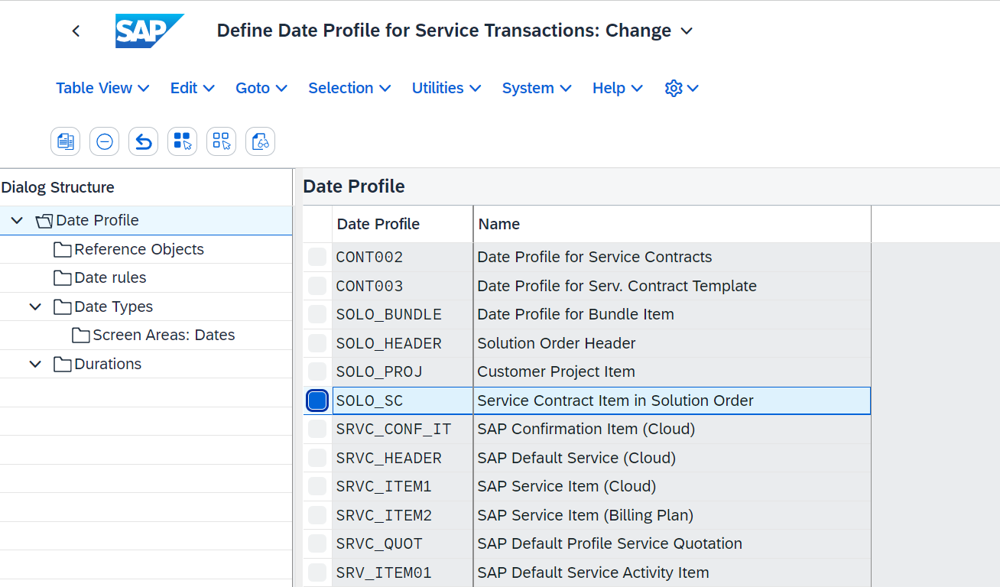 SAP Define Date Profile for Service Transactions: Change
Table View Edit Goto Selection Utilities System Help
Dialog Structure
Date Profile
Reference Objects
Date rules
Date Types
Screen Areas: Dates
Durations
Date Profile
Date Profile Name
CONT002 Date Profile for Service Contracts
CONT003 Date Profile for Serv. Contract Template
SOLO_BUNDLE Date Profile for Bundle Item
SOLO_HEADER Solution Order Header
SOLO_PROJ Customer Project Item
SOLO_SC Service Contract Item in Solution Order
SRVC_CONF_IT SAP Confirmation Item (Cloud)
SRVC_HEADER SAP Default Service (Cloud)
SRVC_ITEM1 SAP Service Item (Cloud)
SRVC_ITEM2 SAP Service Item (Billing Plan)
SRVC_QUOT SAP Default Profile Service Quotation
SRV_ITEM01 SAP Default Service Activity Item